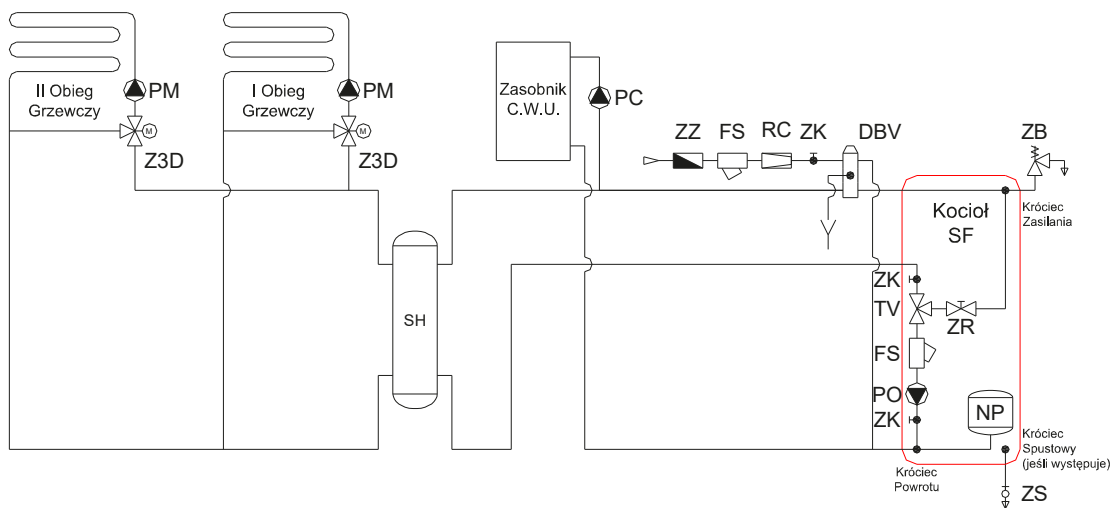 II Obieg
Grzewczy
PM
M
Z3D
I Obieg
Grzewczy
PM
M
Z3D
Zasobnik
C.W.U.
PC
ZZ
FS
RC
ZK
DBV
ZB
Króciec
Zasilania
Kocioł
SF
ZK
TV
ZR
SH
FS
PO
ZK
NP
Króciec
Spustowy
(jeśli występuje)
Króciec
Powrotu
ZS